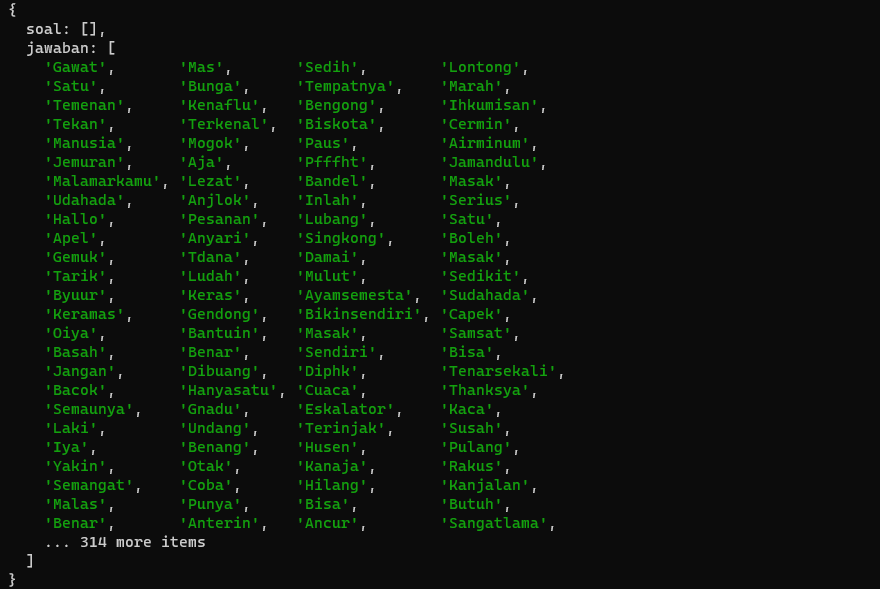 {
  soal: [],
  jawaban: [
    'Gawat',       'Mas',       'Sedih',        'Lontong',
    'Satu',        'Bunga',     'Tempatnya',    'Marah',
    'Temenan',     'Kenaflu',   'Bengong',      'Ihkumisan',
    'Tekan',       'Terkenal',  'Biskota',      'Cermin',
    'Manusia',     'Mogok',     'Paus',         'Airminum',
    'Jemuran',     'Aja',       'Pfffht',       'Jamandulu',
    'Malamarkamu', 'Lezat',     'Bandel',       'Masak',
    'Udahada',     'Anjlok',    'Inlah',        'Serius',
    'Hallo',       'Pesanan',   'Lubang',       'Satu',
    'Apel',        'Anyari',    'Singkong',     'Boleh',
    'Gemuk',       'Tdana',     'Damai',        'Masak',
    'Tarik',       'Ludah',     'Mulut',        'Sedikit',
    'Byuur',       'Keras',     'Ayamsemesta',  'Sudahada',
    'Keramas',     'Gendong',   'Bikinsendiri', 'Capek',
    'Oiya',        'Bantuin',   'Masak',        'Samsat',
    'Basah',       'Benar',     'Sendiri',      'Bisa',
    'Jangan',      'Dibuang',   'Diphk',        'Tenarsekali',
    'Bacok',       'Hanyasatu', 'Cuaca',        'Thanksya',
    'Semaunya',    'Gnadu',     'Eskalator',    'Kaca',
    'Laki',        'Undang',    'Terinjak',     'Susah',
    'Iya',         'Benang',    'Husen',        'Pulang',
    'Yakin',       'Otak',      'Kanaja',       'Rakus',
    'Semangat',    'Coba',      'Hilang',       'Kanjalan',
    'Malas',       'Punya',     'Bisa',         'Butuh',
    'Benar',       'Anterin',   'Ancur',        'Sangatlama',
    ... 314 more items
  ]
}